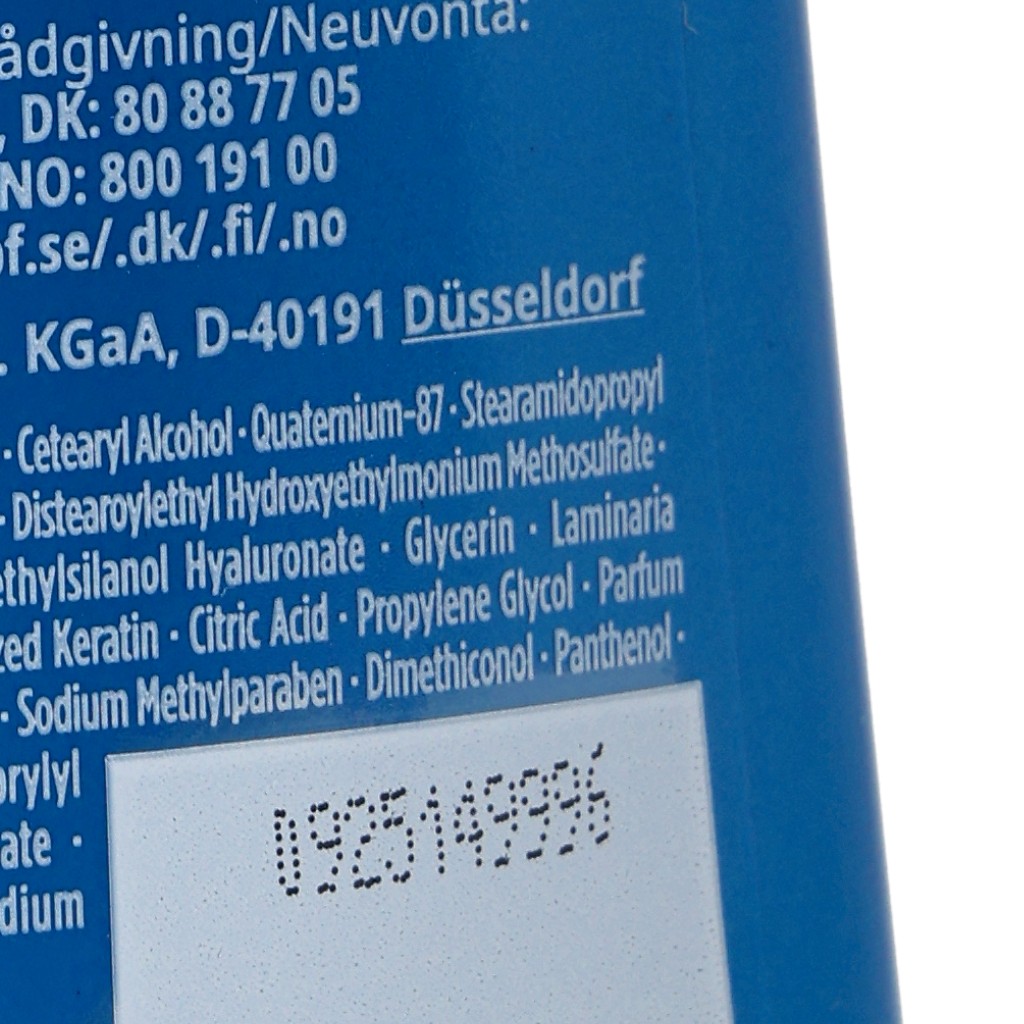 ådgivning/Neuvonta:
, DK: 80 88 77 05
NO: 800 191 00
of.se/.dk/.fi/.no
. KGaA, D-40191 Düsseldorf
· Cetearyl Alcohol · Quaternium-87 · Stearamidopropyl
· Distearoylethyl Hydroxyethylmonium Methosulfate ·
ethylsilanol Hyaluronate · Glycerin · Laminaria
zed Keratin · Citric Acid · Propylene Glycol · Parfum
· Sodium Methylparaben · Dimethiconol · Panthenol ·
orylyl
ate ·
dium
0925149996